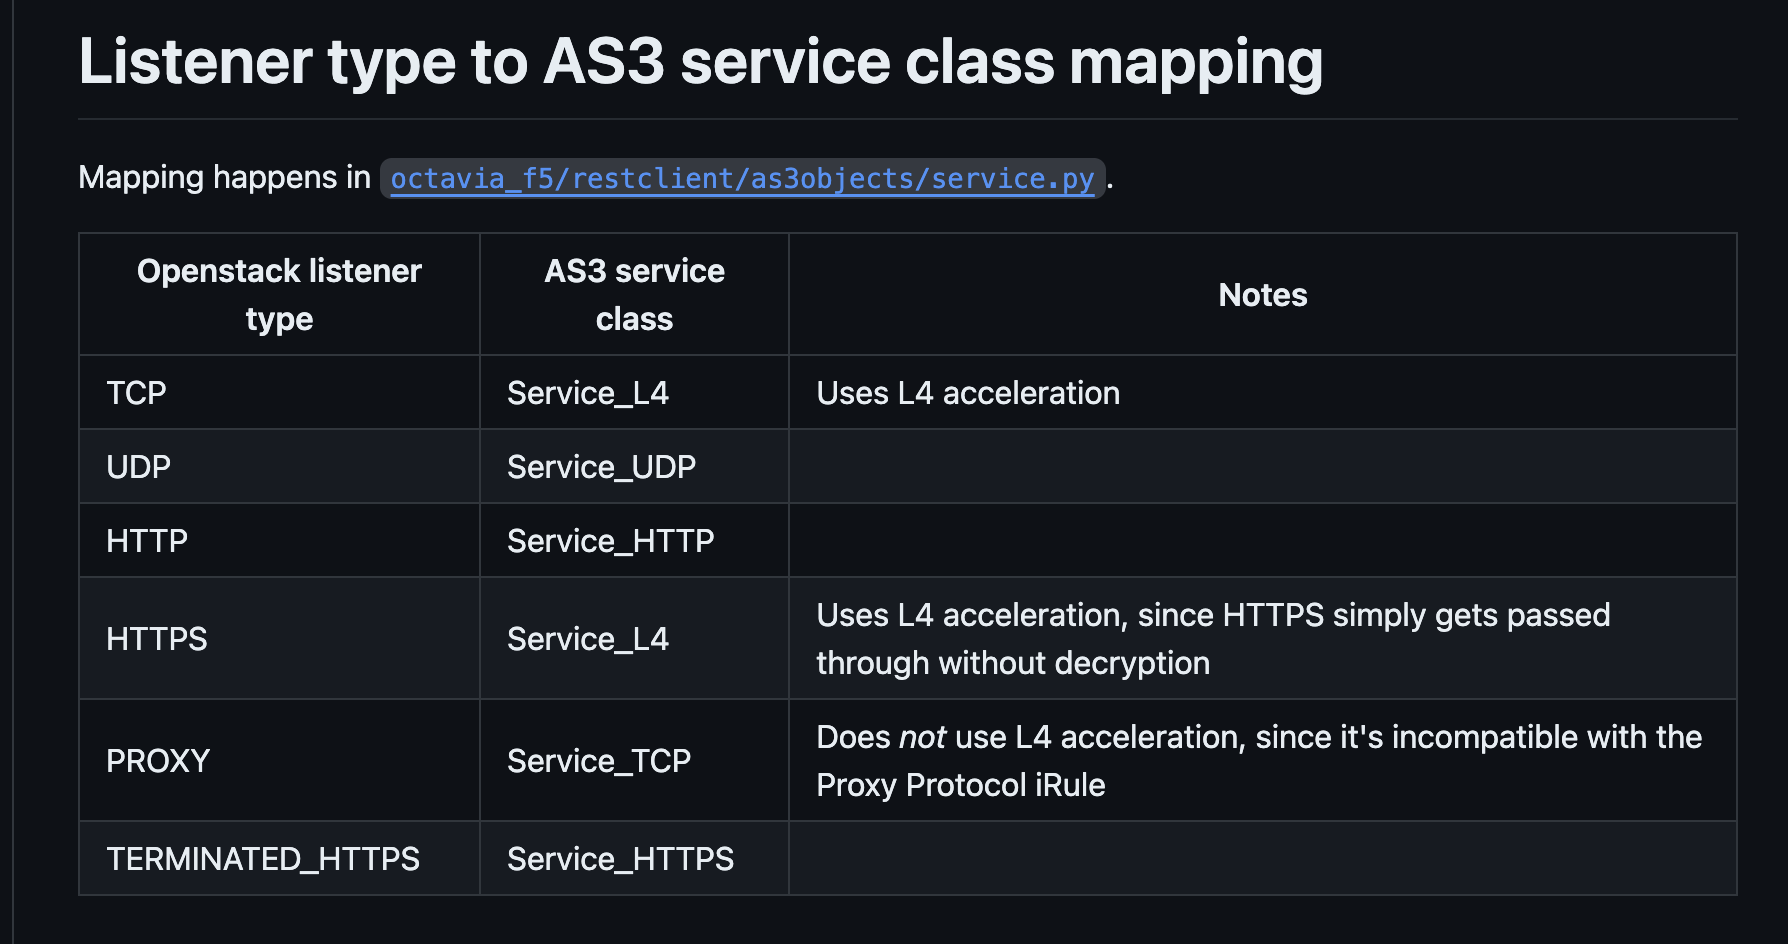 Listener type to AS3 service class mapping
Mapping happens in octavia_f5/restclient/as3objects/service.py.
Openstack listener
type
AS3 service
class
Notes
TCP
Service_L4
Uses L4 acceleration
UDP
Service_UDP
HTTP
Service_HTTP
HTTPS
Service_L4
Uses L4 acceleration, since HTTPS simply gets passed
through without decryption
PROXY
Service_TCP
Does not use L4 acceleration, since it's incompatible with the
Proxy Protocol iRule
TERMINATED_HTTPS
Service_HTTPS